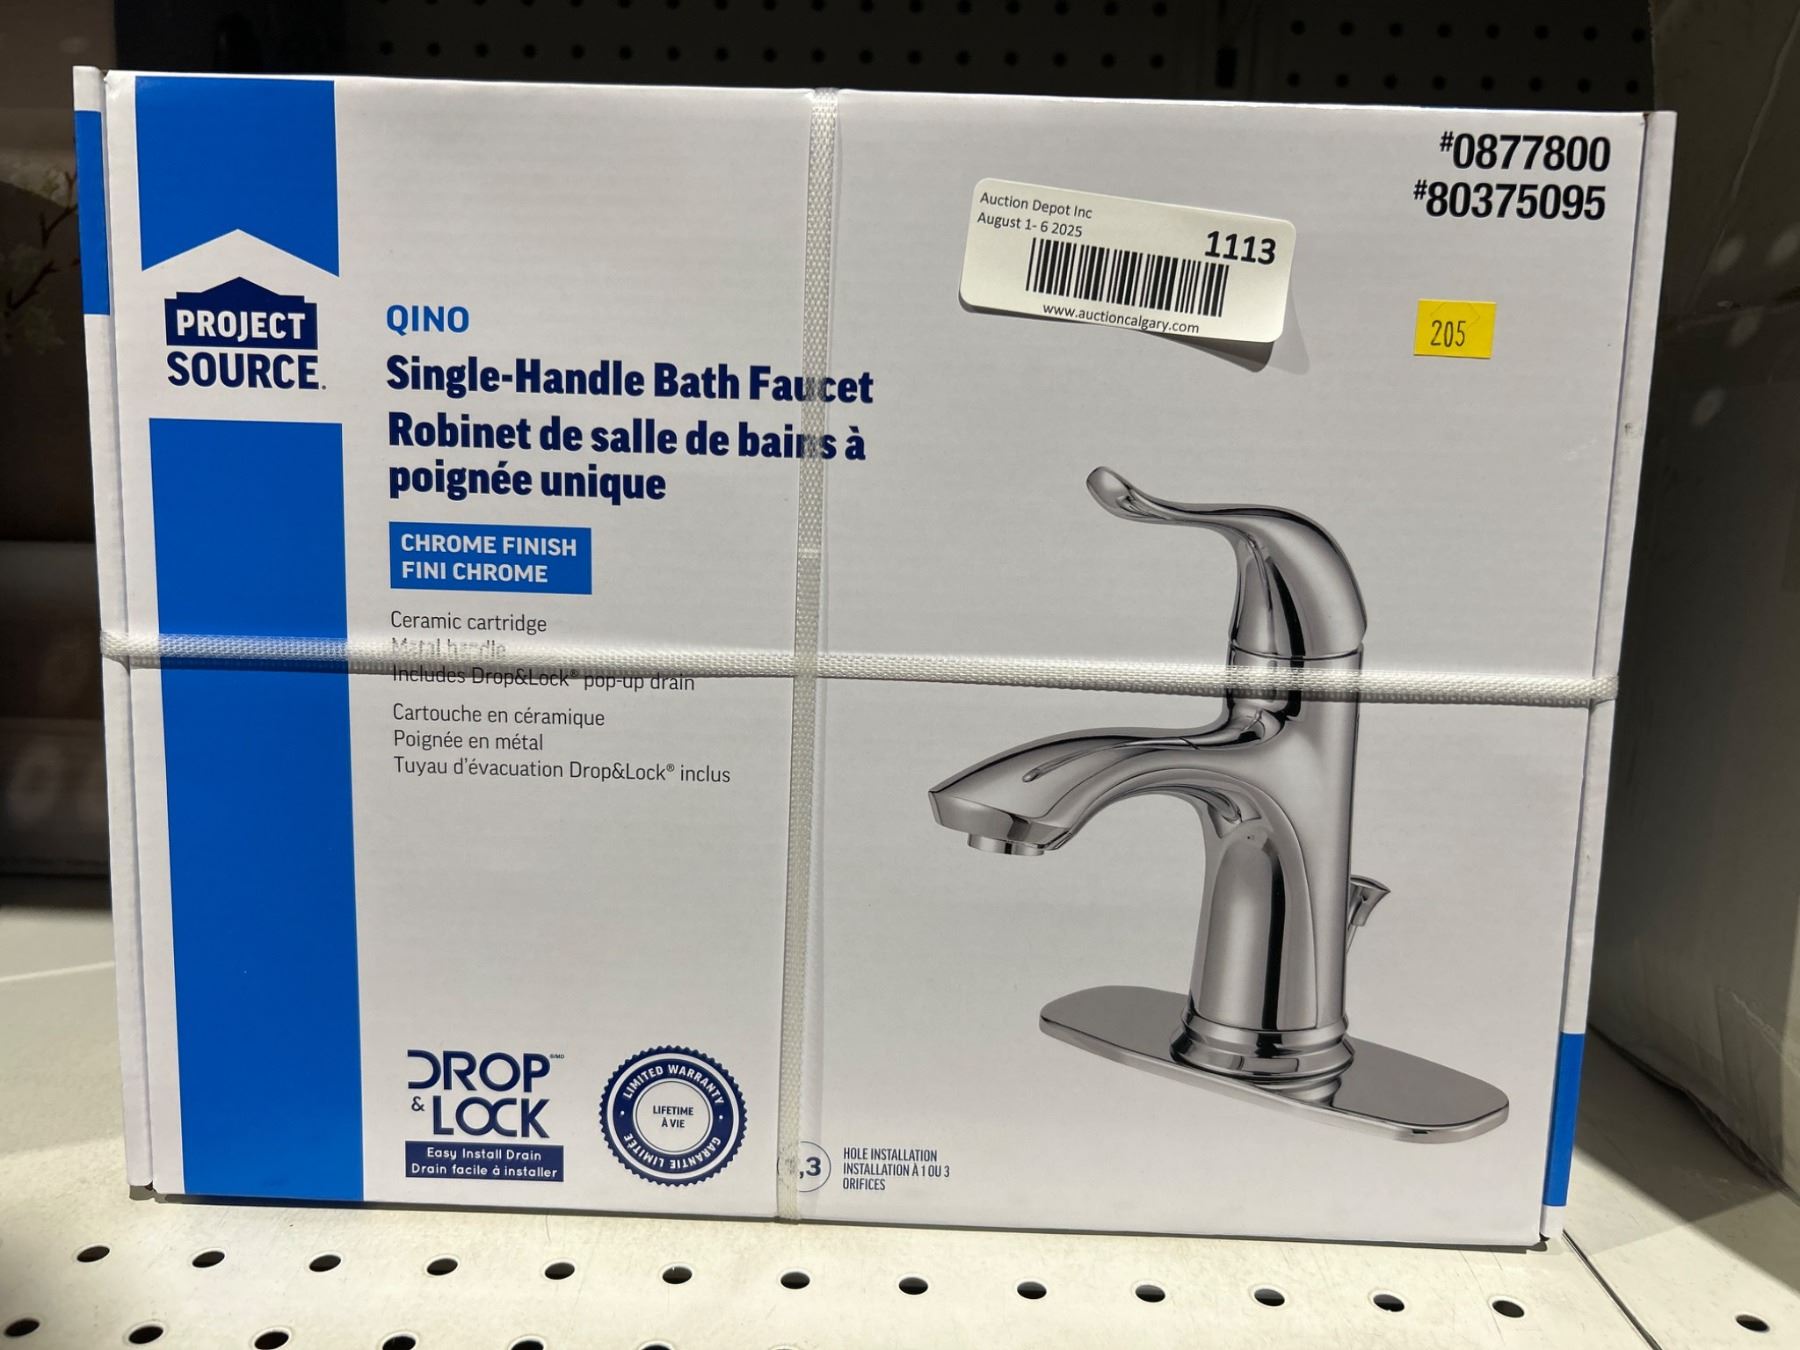 #0877800
#80375095
Auction Depot Inc
August 1- 6 2025
1113
www.auctioncalgary.com
205
PROJECT
SOURCE.
QINO
Single-Handle Bath Faucet
Robinet de salle de bains à
poignée unique
CHROME FINISH
FINI CHROME
Ceramic cartridge
Metal handle
Includes Drop&Lock® pop-up drain
Cartouche en céramique
Poignée en métal
Tuyau d'évacuation Drop&Lock® inclus
DROP
& LOCK
Easy Install Drain
Drain facile à installer
LIMITED WARRANTY
LIFETIME
À VIE
GARANTIE LIMITÉE
,3
HOLE INSTALLATION
INSTALLATION À 1 OU 3
ORIFICES